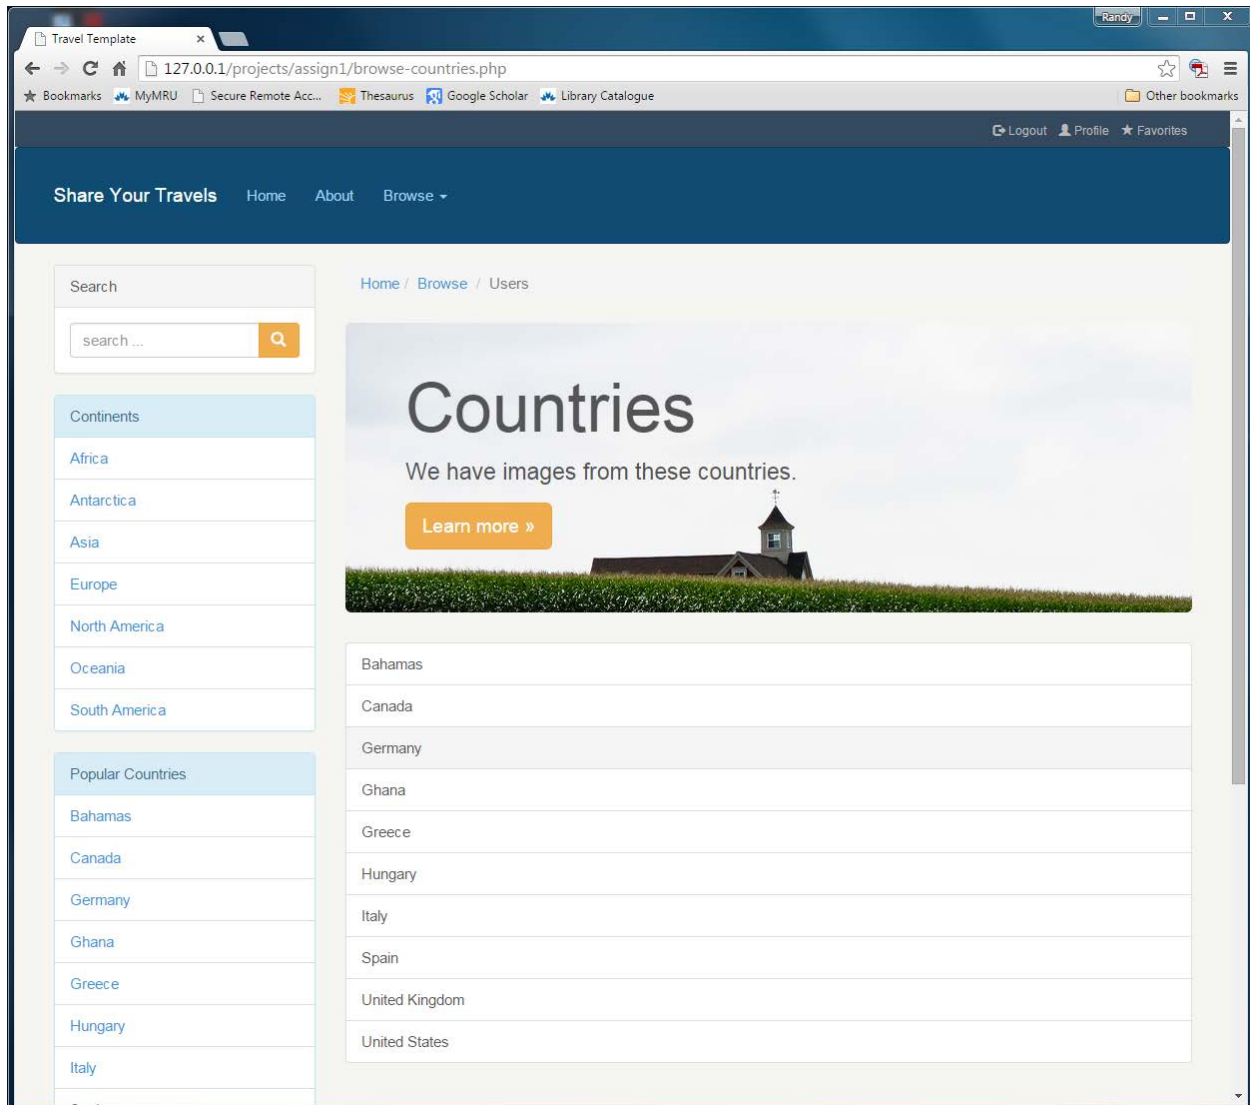 Randy
Travel Template
127.0.0.1/projects/assign1/browse-countries.php
Bookmarks MyMRU Secure Remote Acc... Thesaurus Google Scholar Library Catalogue Other bookmarks
Logout Profile Favorites
Share Your Travels Home About Browse
Search
search ...
Continents
Africa
Antarctica
Asia
Europe
North America
Oceania
South America
Popular Countries
Bahamas
Canada
Germany
Ghana
Greece
Hungary
Italy
Home / Browse / Users
Countries
We have images from these countries.
Learn more »
Bahamas
Canada
Germany
Ghana
Greece
Hungary
Italy
Spain
United Kingdom
United States